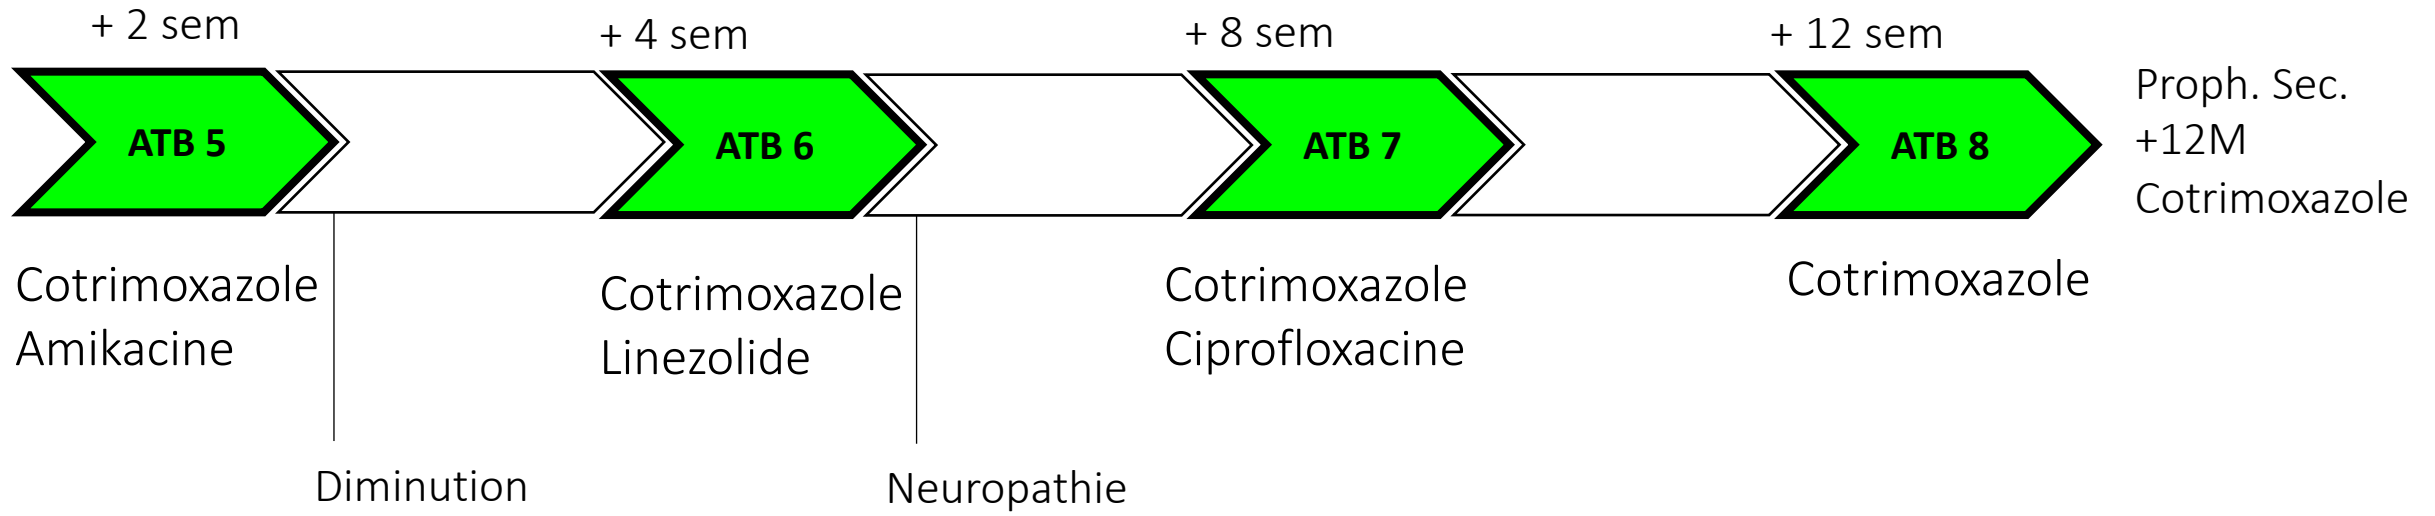 + 2 sem
+ 4 sem
+ 8 sem
+ 12 sem
ATB 5
ATB 6
ATB 7
ATB 8
Proph. Sec.
+12M
Cotrimoxazole
Cotrimoxazole
Amikacine
Cotrimoxazole
Linezolide
Cotrimoxazole
Ciprofloxacine
Cotrimoxazole
Diminution
Neuropathie